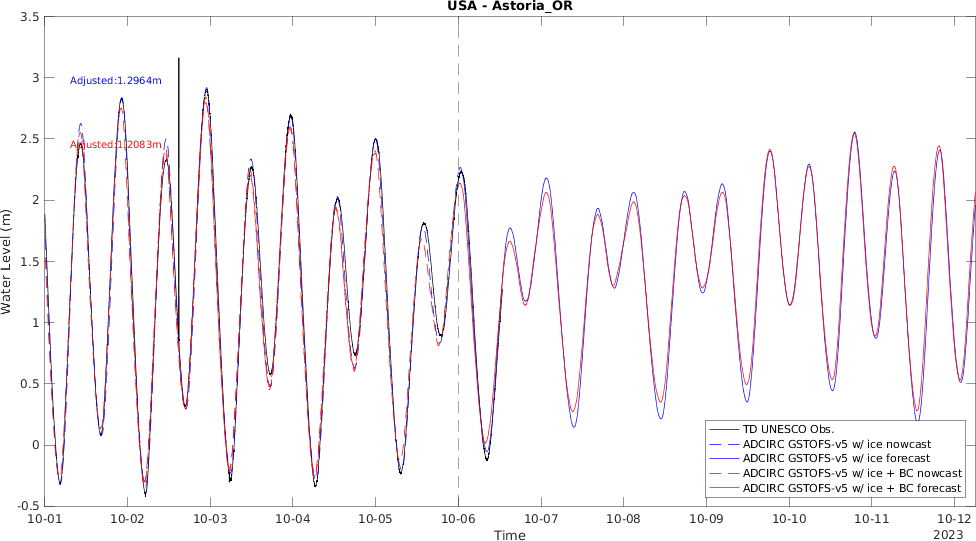 USA - Astoria_OR
3.5
3
2.5
2
1.5
1
0.5
0
-0.5
Water Level (m)
Adjusted:1.2964m
Adjusted:1.2083m
TD UNESCO Obs.
ADCIRC GSTOFS-v5 w/ ice nowcast
ADCIRC GSTOFS-v5 w/ ice forecast
ADCIRC GSTOFS-v5 w/ ice + BC nowcast
ADCIRC GSTOFS-v5 w/ ice + BC forecast
10-01 10-02 10-03 10-04 10-05 10-06 10-07 10-08 10-09 10-10 10-11 10-12
Time
2023